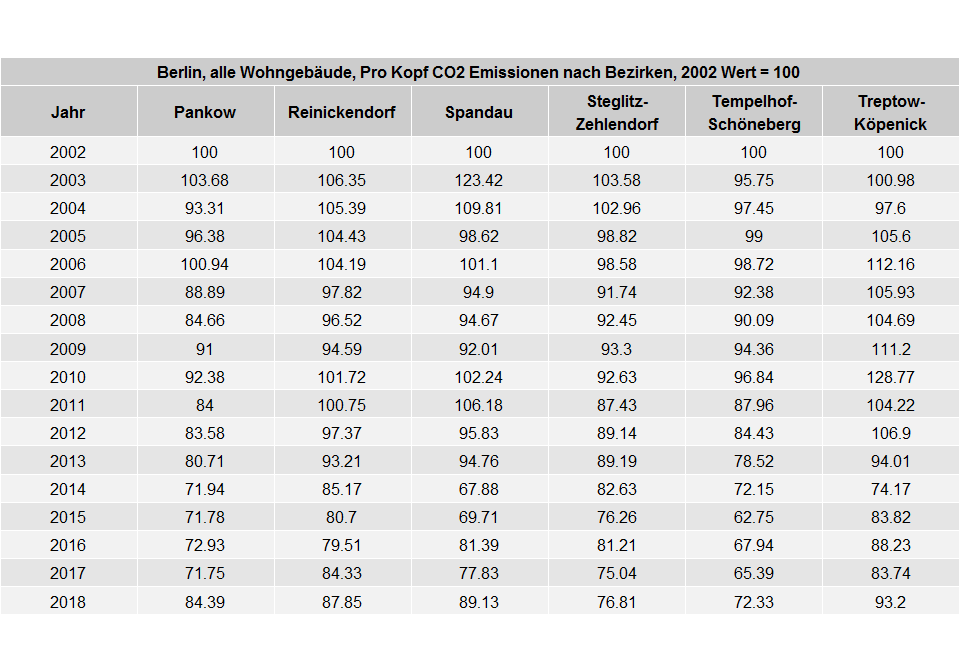 Berlin, alle Wohngebäude, Pro Kopf CO2 Emissionen nach Bezirken, 2002 Wert = 100
Jahr Pankow Reinickendorf Spandau Steglitz- Tempelhof- Treptow-
Zehlendorf Schöneberg Köpenick
2002 100 100 100 100 100 100
2003 103.68 106.35 123.42 103.58 95.75 100.98
2004 93.31 105.39 109.81 102.96 97.45 97.6
2005 96.38 104.43 98.62 98.82 99 105.6
2006 100.94 104.19 101.1 98.58 98.72 112.16
2007 88.89 97.82 94.9 91.74 92.38 105.93
2008 84.66 96.52 94.67 92.45 90.09 104.69
2009 91 94.59 92.01 93.3 94.36 111.2
2010 92.38 101.72 102.24 92.63 96.84 128.77
2011 84 100.75 106.18 87.43 87.96 104.22
2012 83.58 97.37 95.83 89.14 84.43 106.9
2013 80.71 93.21 94.76 89.19 78.52 94.01
2014 71.94 85.17 67.88 82.63 72.15 74.17
2015 71.78 80.7 69.71 76.26 62.75 83.82
2016 72.93 79.51 81.39 81.21 67.94 88.23
2017 71.75 84.33 77.83 75.04 65.39 83.74
2018 84.39 87.85 89.13 76.81 72.33 93.2